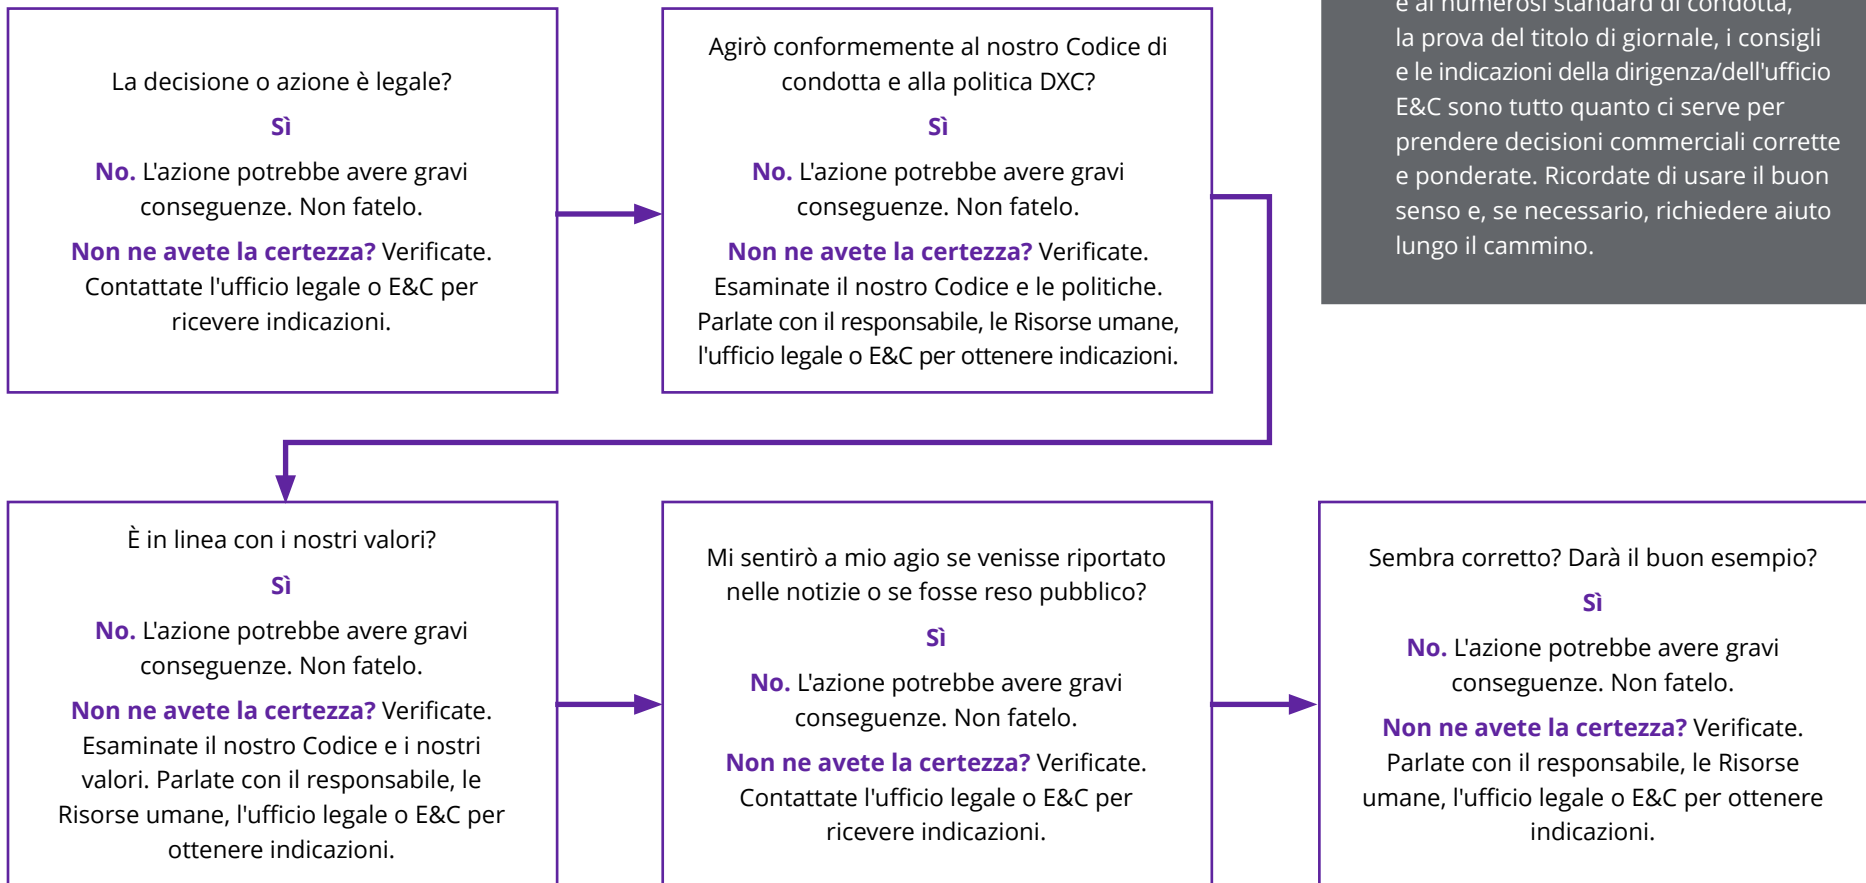 La decisione o azione è legale?
Sì
No. L'azione potrebbe avere gravi
conseguenze. Non fatelo.
Non ne avete la certezza? Verificate.
Contattate l'ufficio legale o E&C per
ricevere indicazioni.
Agirò conformemente al nostro Codice di
condotta e alla politica DXC?
Sì
No. L'azione potrebbe avere gravi
conseguenze. Non fatelo.
Non ne avete la certezza? Verificate.
Esaminate il nostro Codice e le politiche.
Parlate con il responsabile, le Risorse umane,
l'ufficio legale o E&C per ottenere indicazioni.
e ai numerosi standard di condotta,
la prova del titolo di giornale, i consigli
e le indicazioni della dirigenza/dell'ufficio
E&C sono tutto quanto ci serve per
prendere decisioni commerciali corrette
e ponderate. Ricordate di usare il buon
senso e, se necessario, richiedere aiuto
lungo il cammino.
È in linea con i nostri valori?
Sì
No. L'azione potrebbe avere gravi
conseguenze. Non fatelo.
Non ne avete la certezza? Verificate.
Esaminate il nostro Codice e i nostri
valori. Parlate con il responsabile, le
Risorse umane, l'ufficio legale o E&C per
ottenere indicazioni.
Mi sentirò a mio agio se venisse riportato
nelle notizie o se fosse reso pubblico?
Sì
No. L'azione potrebbe avere gravi
conseguenze. Non fatelo.
Non ne avete la certezza? Verificate.
Contattate l'ufficio legale o E&C per
ricevere indicazioni.
Sembra corretto? Darà il buon esempio?
Sì
No. L'azione potrebbe avere gravi
conseguenze. Non fatelo.
Non ne avete la certezza? Verificate.
Parlate con il responsabile, le Risorse
umane, l'ufficio legale o E&C per ottenere
indicazioni.